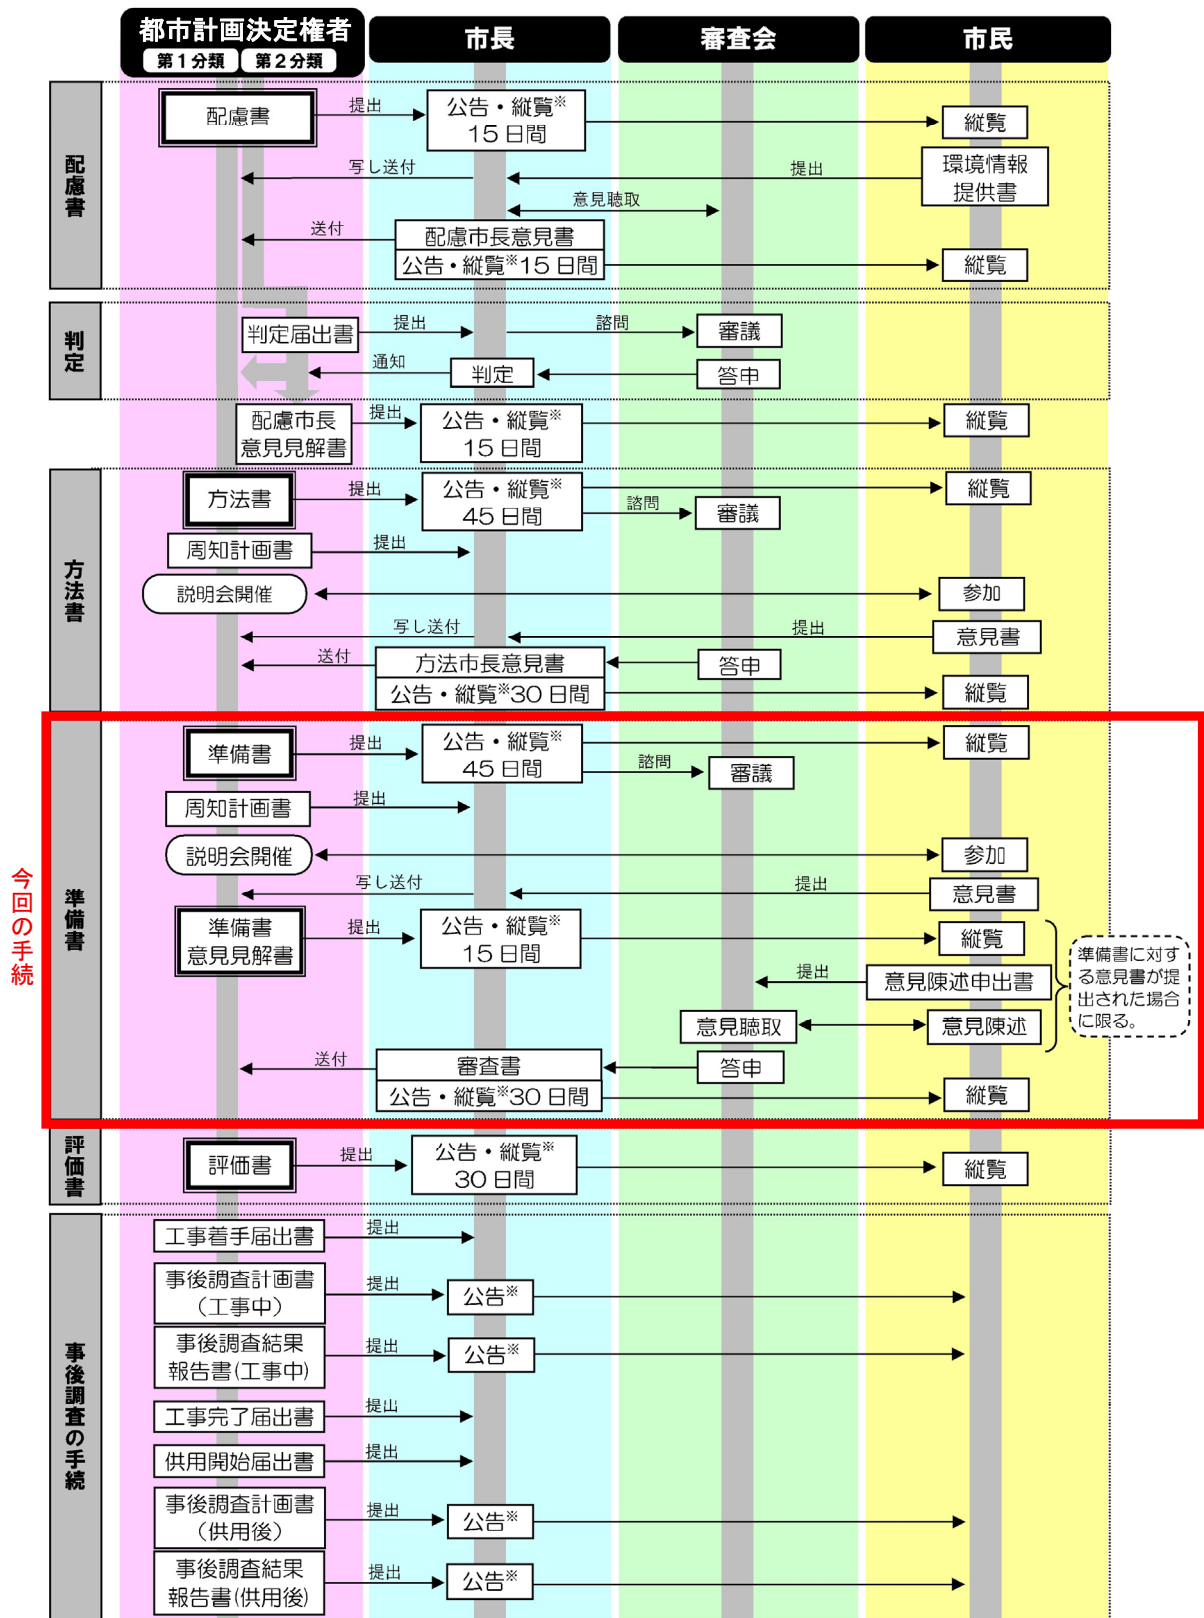 都市計画決定権者
第1分類
第2分類
市長
審査会
市民
配慮書
配慮書
提出
公告・縦覧※
15日間
縦覧
環境情報
提供書
提出
写し送付
意見聴取
送付
配慮市長意見書
公告・縦覧※15日間
縦覧
判定
判定届出書
提出
諮問
審議
通知
判定
答申
配慮市長
意見見解書
提出
公告・縦覧※
15日間
縦覧
方法書
方法書
提出
公告・縦覧※
45日間
縦覧
諮問
審議
周知計画書
提出
説明会開催
参加
写し送付
提出
意見書
送付
方法市長意見書
答申
公告・縦覧※30日間
縦覧
今回の手続
準備書
準備書
提出
公告・縦覧※
45日間
縦覧
諮問
審議
周知計画書
提出
説明会開催
参加
写し送付
提出
意見書
準備書
意見見解書
提出
公告・縦覧※
15日間
縦覧
提出
意見陳述申出書
準備書に対す
る意見書が提
出された場合
に限る。
意見聴取
意見陳述
送付
審査書
答申
公告・縦覧※30日間
縦覧
評価書
評価書
提出
公告・縦覧※
30日間
縦覧
事後調査の手続
工事着手届出書
提出
事後調査計画書
(工事中)
提出
公告※
事後調査結果
報告書(工事中)
提出
公告※
工事完了届出書
提出
供用開始届出書
提出
事後調査計画書
(供用後)
提出
公告※
事後調査結果
報告書(供用後)
提出
公告※